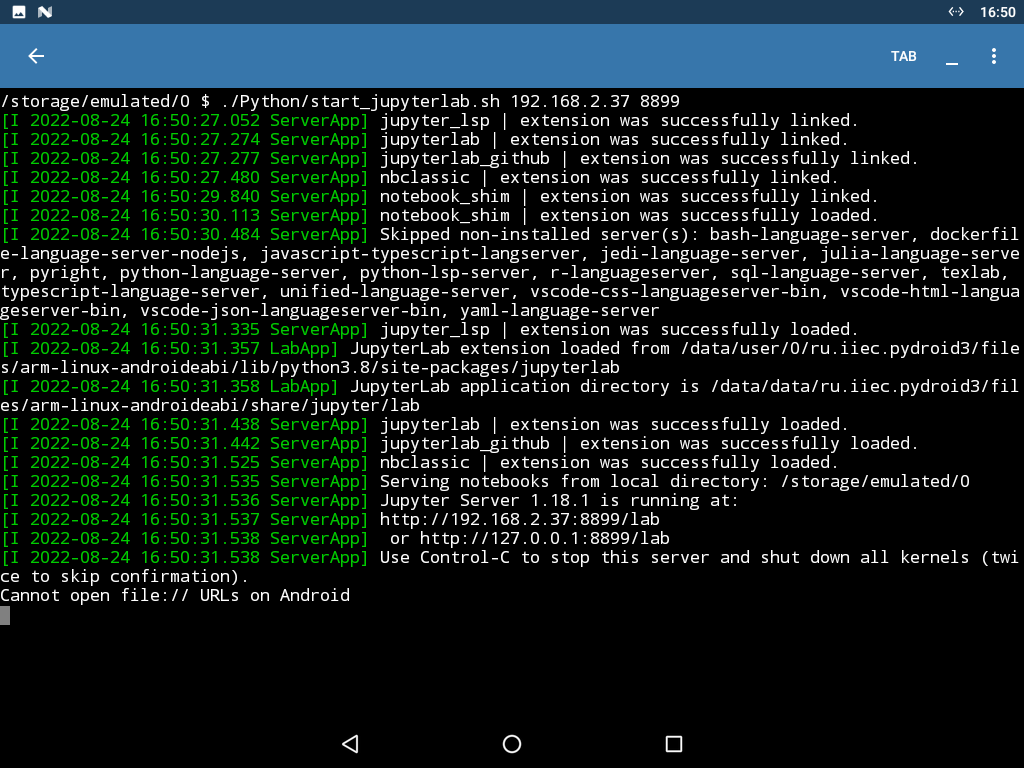 16:50
TAB
/storage/emulated/0 $ ./Python/start_jupyterlab.sh 192.168.2.37 8899
[I 2022-08-24 16:50:27.052 ServerApp] jupyter_lsp | extension was successfully linked.
[I 2022-08-24 16:50:27.274 ServerApp] jupyterlab | extension was successfully linked.
[I 2022-08-24 16:50:27.277 ServerApp] jupyterlab_github | extension was successfully linked.
[I 2022-08-24 16:50:27.480 ServerApp] nbclassic | extension was successfully linked.
[I 2022-08-24 16:50:29.840 ServerApp] notebook_shim | extension was successfully linked.
[I 2022-08-24 16:50:30.113 ServerApp] notebook_shim | extension was successfully loaded.
[I 2022-08-24 16:50:30.484 ServerApp] Skipped non-installed server(s): bash-language-server, dockerfil
e-language-server-nodejs, javascript-typescript-langserver, jedi-language-server, julia-language-serve
r, pyright, python-language-server, python-lsp-server, r-languageserver, sql-language-server, texlab,
typescript-language-server, unified-language-server, vscode-css-languageserver-bin, vscode-html-langua
geserver-bin, vscode-json-languageserver-bin, yaml-language-server
[I 2022-08-24 16:50:31.335 ServerApp] jupyter_lsp | extension was successfully loaded.
[I 2022-08-24 16:50:31.357 LabApp] JupyterLab extension loaded from /data/user/0/ru.iiec.pydroid3/file
s/arm-linux-androideabi/lib/python3.8/site-packages/jupyterlab
[I 2022-08-24 16:50:31.358 LabApp] JupyterLab application directory is /data/data/ru.iiec.pydroid3/fil
es/arm-linux-androideabi/share/jupyter/lab
[I 2022-08-24 16:50:31.438 ServerApp] jupyterlab | extension was successfully loaded.
[I 2022-08-24 16:50:31.442 ServerApp] jupyterlab_github | extension was successfully loaded.
[I 2022-08-24 16:50:31.525 ServerApp] nbclassic | extension was successfully loaded.
[I 2022-08-24 16:50:31.535 ServerApp] Serving notebooks from local directory: /storage/emulated/0
[I 2022-08-24 16:50:31.536 ServerApp] Jupyter Server 1.18.1 is running at:
[I 2022-08-24 16:50:31.537 ServerApp] http://192.168.2.37:8899/lab
[I 2022-08-24 16:50:31.538 ServerApp]  or http://127.0.0.1:8899/lab
[I 2022-08-24 16:50:31.538 ServerApp] Use Control-C to stop this server and shut down all kernels (twi
ce to skip confirmation).
Cannot open file:// URLs on Android